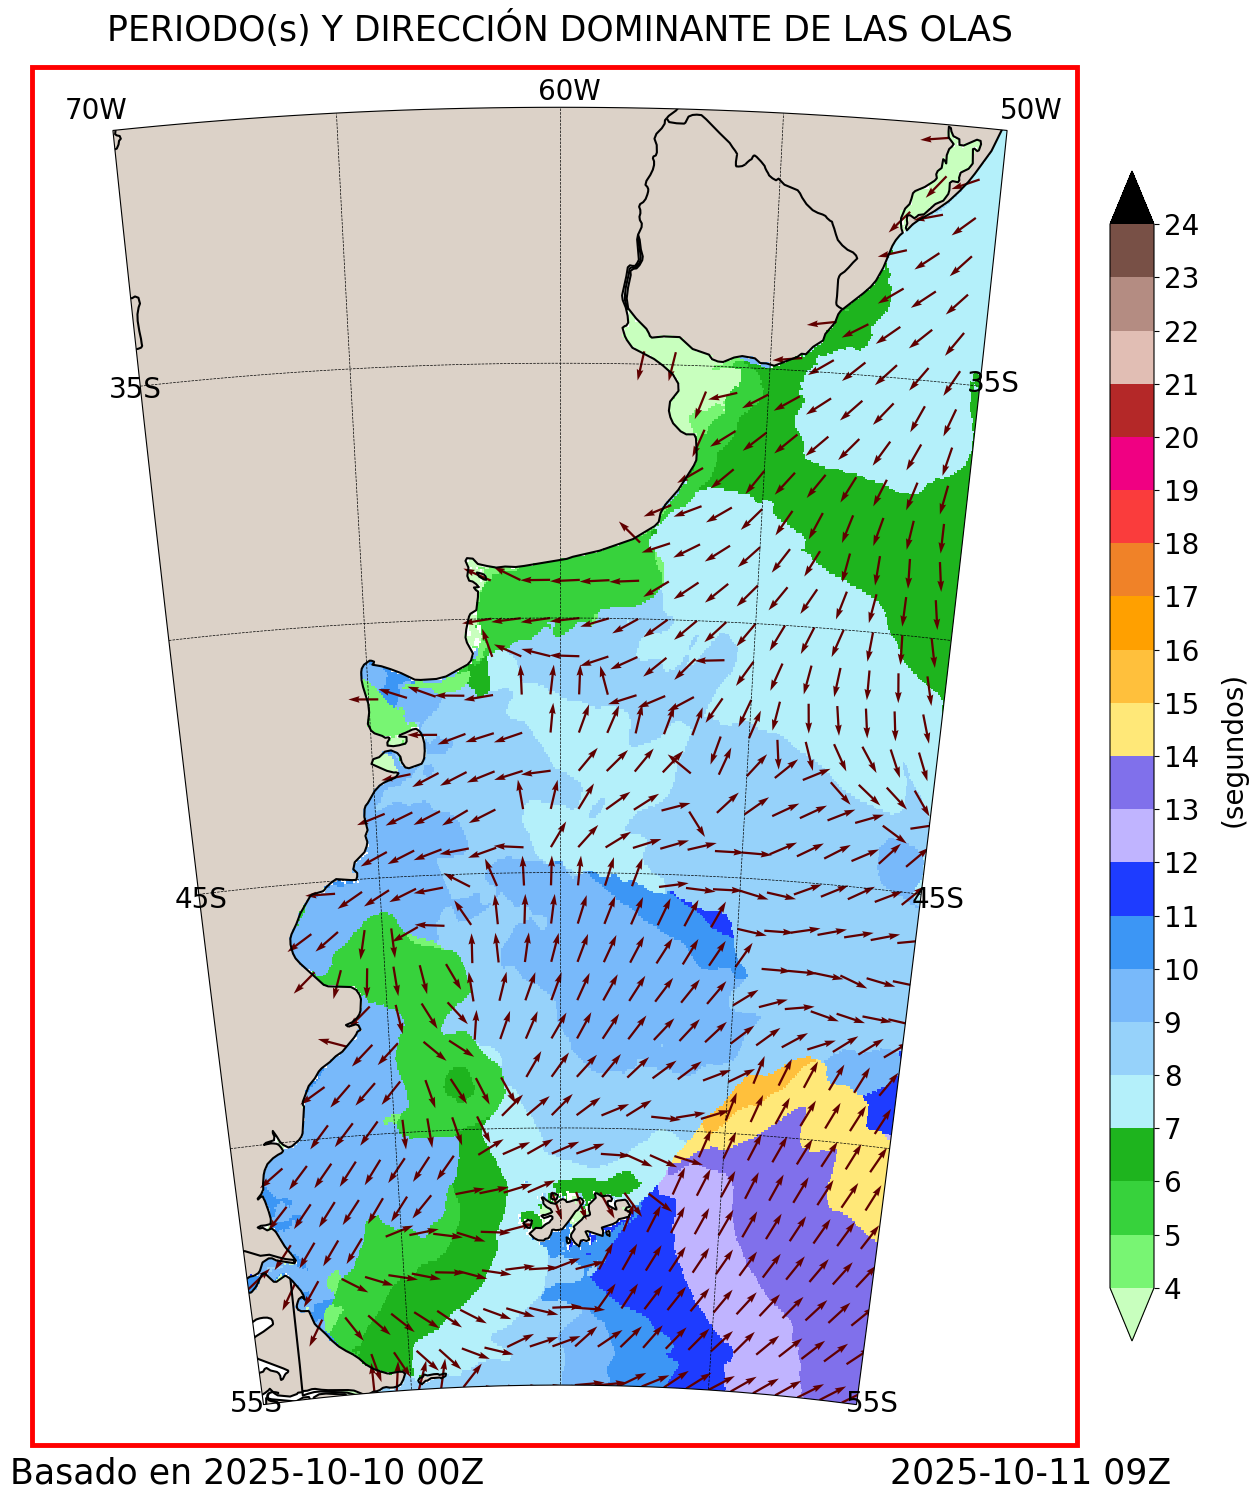 PERIODO(s) Y DIRECCIÓN DOMINANTE DE LAS OLAS
70W
60W
50W
35S
35S
45S
45S
55S
55S
24
23
22
21
20
19
18
17
16
15
14
13
12
11
10
9
8
7
6
5
4
(segundos)
Basado en 2025-10-10 00Z
2025-10-11 09Z